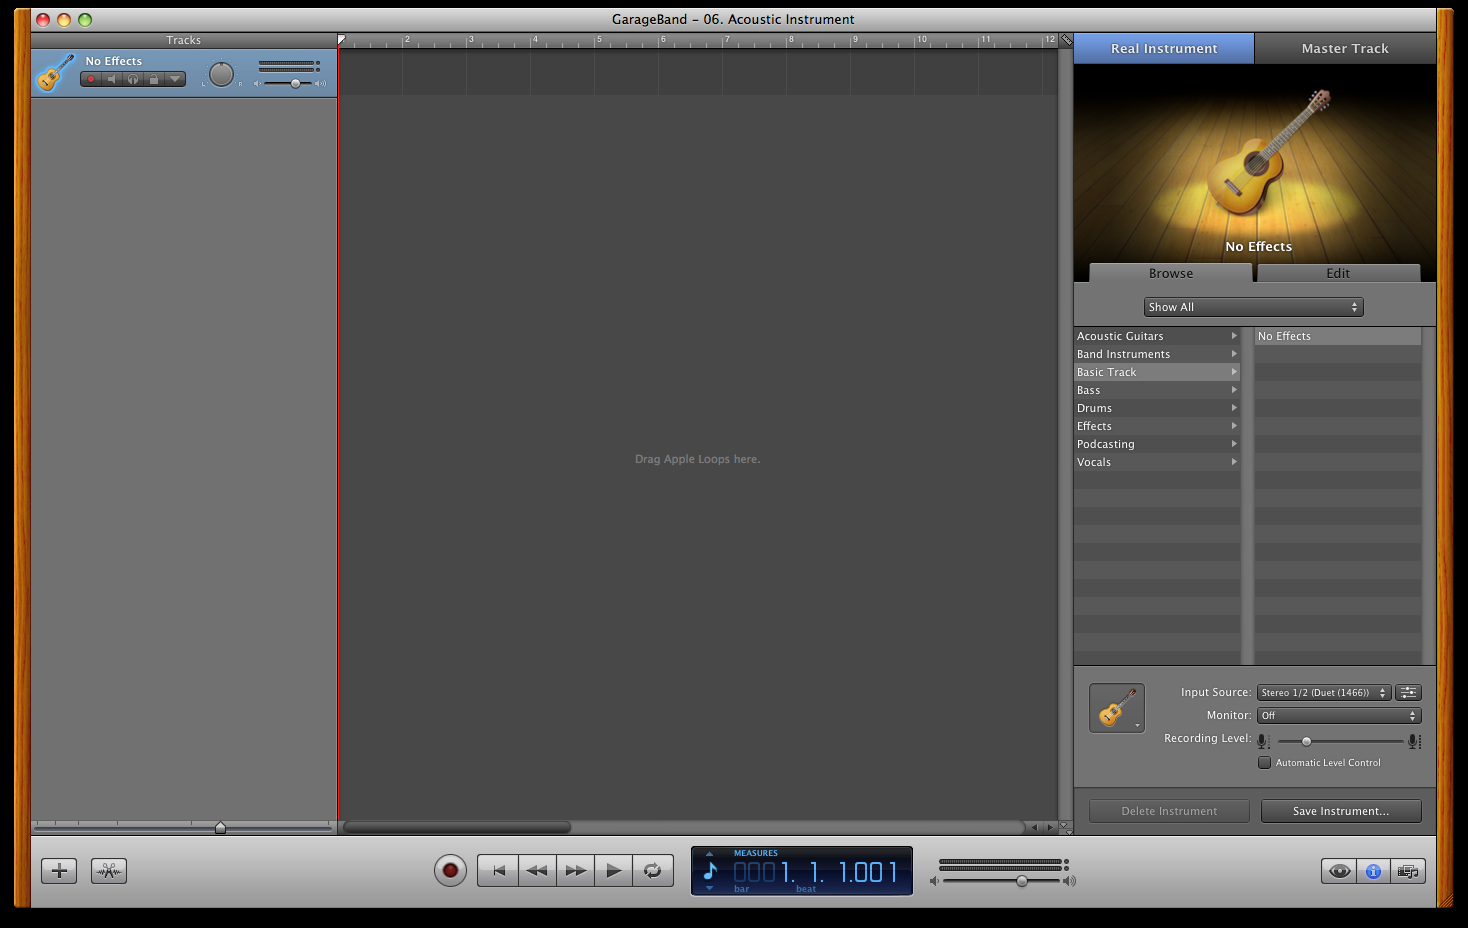 GarageBand – 06. Acoustic Instrument
Tracks
2 3 4 5 6 7 8 9 10 11 12
Real Instrument
Master Track
No Effects
L R
No Effects
Browse
Edit
Show All
Acoustic Guitars
No Effects
Band Instruments
Basic Track
Bass
Drums
Effects
Podcasting
Vocals
Drag Apple Loops here.
Input Source: Stereo 1/2 (Duet (1466))
Monitor: Off
Recording Level:
Automatic Level Control
Delete Instrument
Save Instrument...
MEASURES
0001. 1. 1.001
bar beat